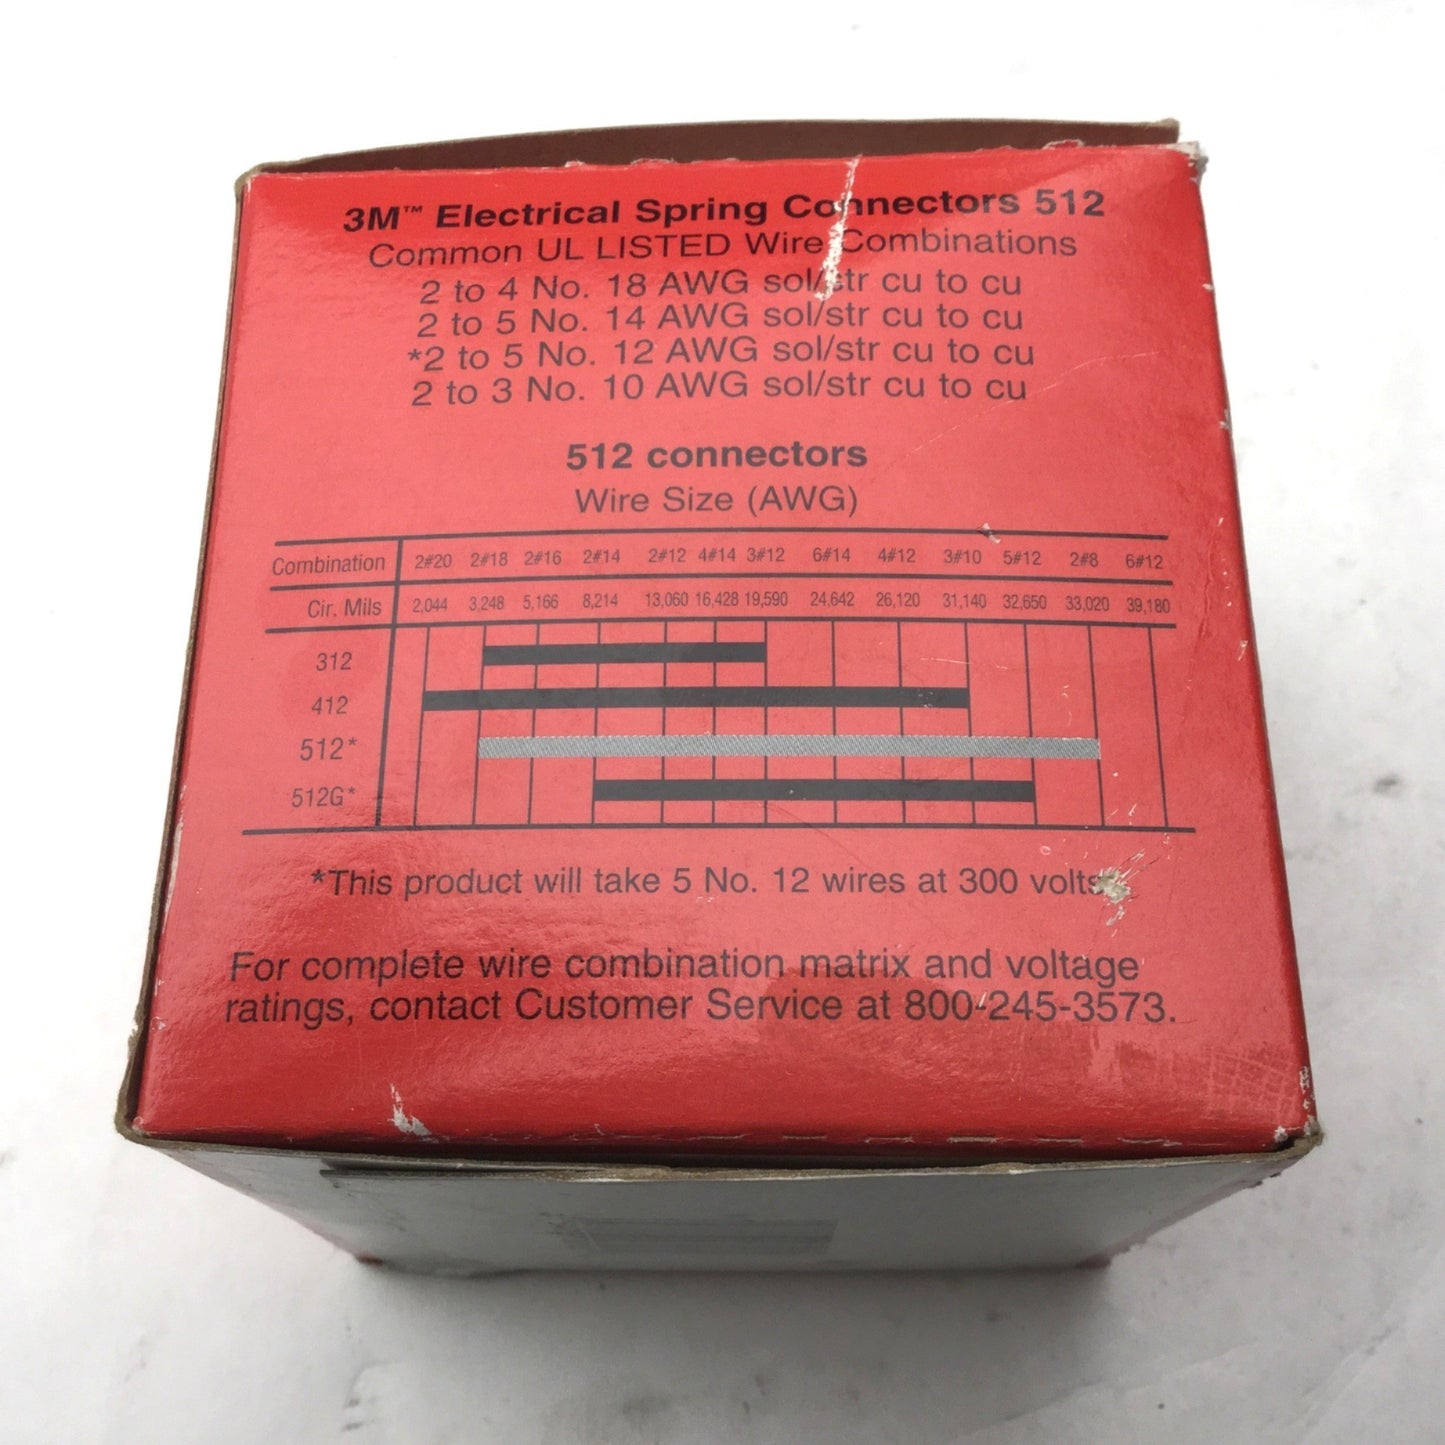 3M™ Electrical Spring Connectors 512
Common UL LISTED Wire Combinations
2 to 4 No. 18 AWG sol/str cu to cu
2 to 5 No. 14 AWG sol/str cu to cu
*2 to 5 No. 12 AWG sol/str cu to cu
2 to 3 No. 10 AWG sol/str cu to cu
512 connectors
Wire Size (AWG)
Combination 2#20 2#18 2#16 2#14 2#12 4#14 3#12 6#14 4#12 3#10 5#12 2#8 6#12
Cir. Mils 2,044 3,248 5,166 8,214 13,060 16,428 19,590 24,642 26,120 31,140 32,650 33,020 39,180
312
412
512*
512G*
*This product will take 5 No. 12 wires at 300 volts
For complete wire combination matrix and voltage
ratings, contact Customer Service at 800-245-3573.